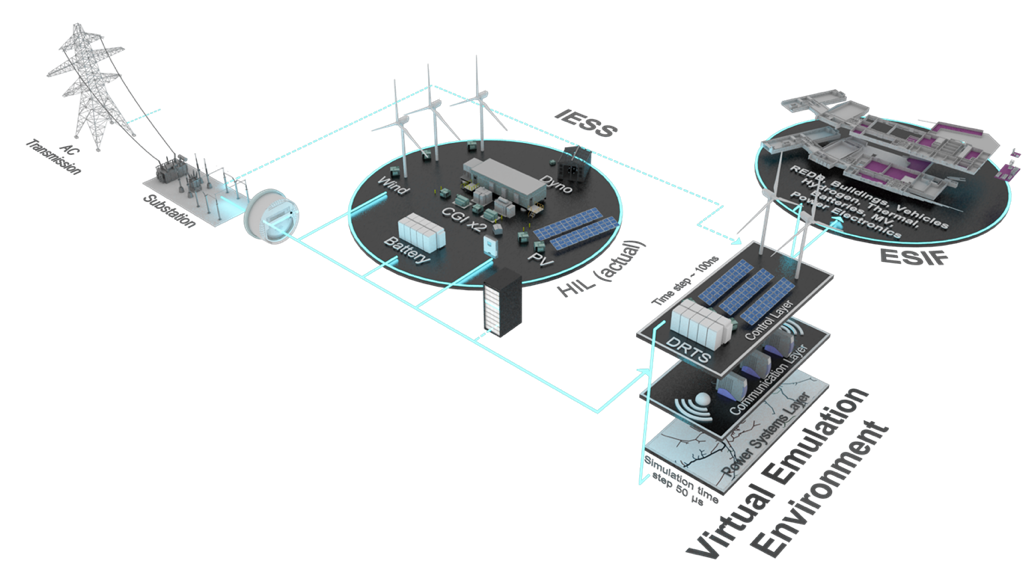 AC
Transmission
Substation
IESS
Wind
Dyno
CGI x2
Battery
PV
HIL (actual)
REDB, Buildings, Vehicles
Hydrogen, Thermal,
Batteries, MV,
Power Electronics
ESIF
Time step ~ 100ns
Control Layer
DRTS
Communication Layer
Power Systems Layer
Simulation time
step 50 µs
Virtual Emulation
Environment